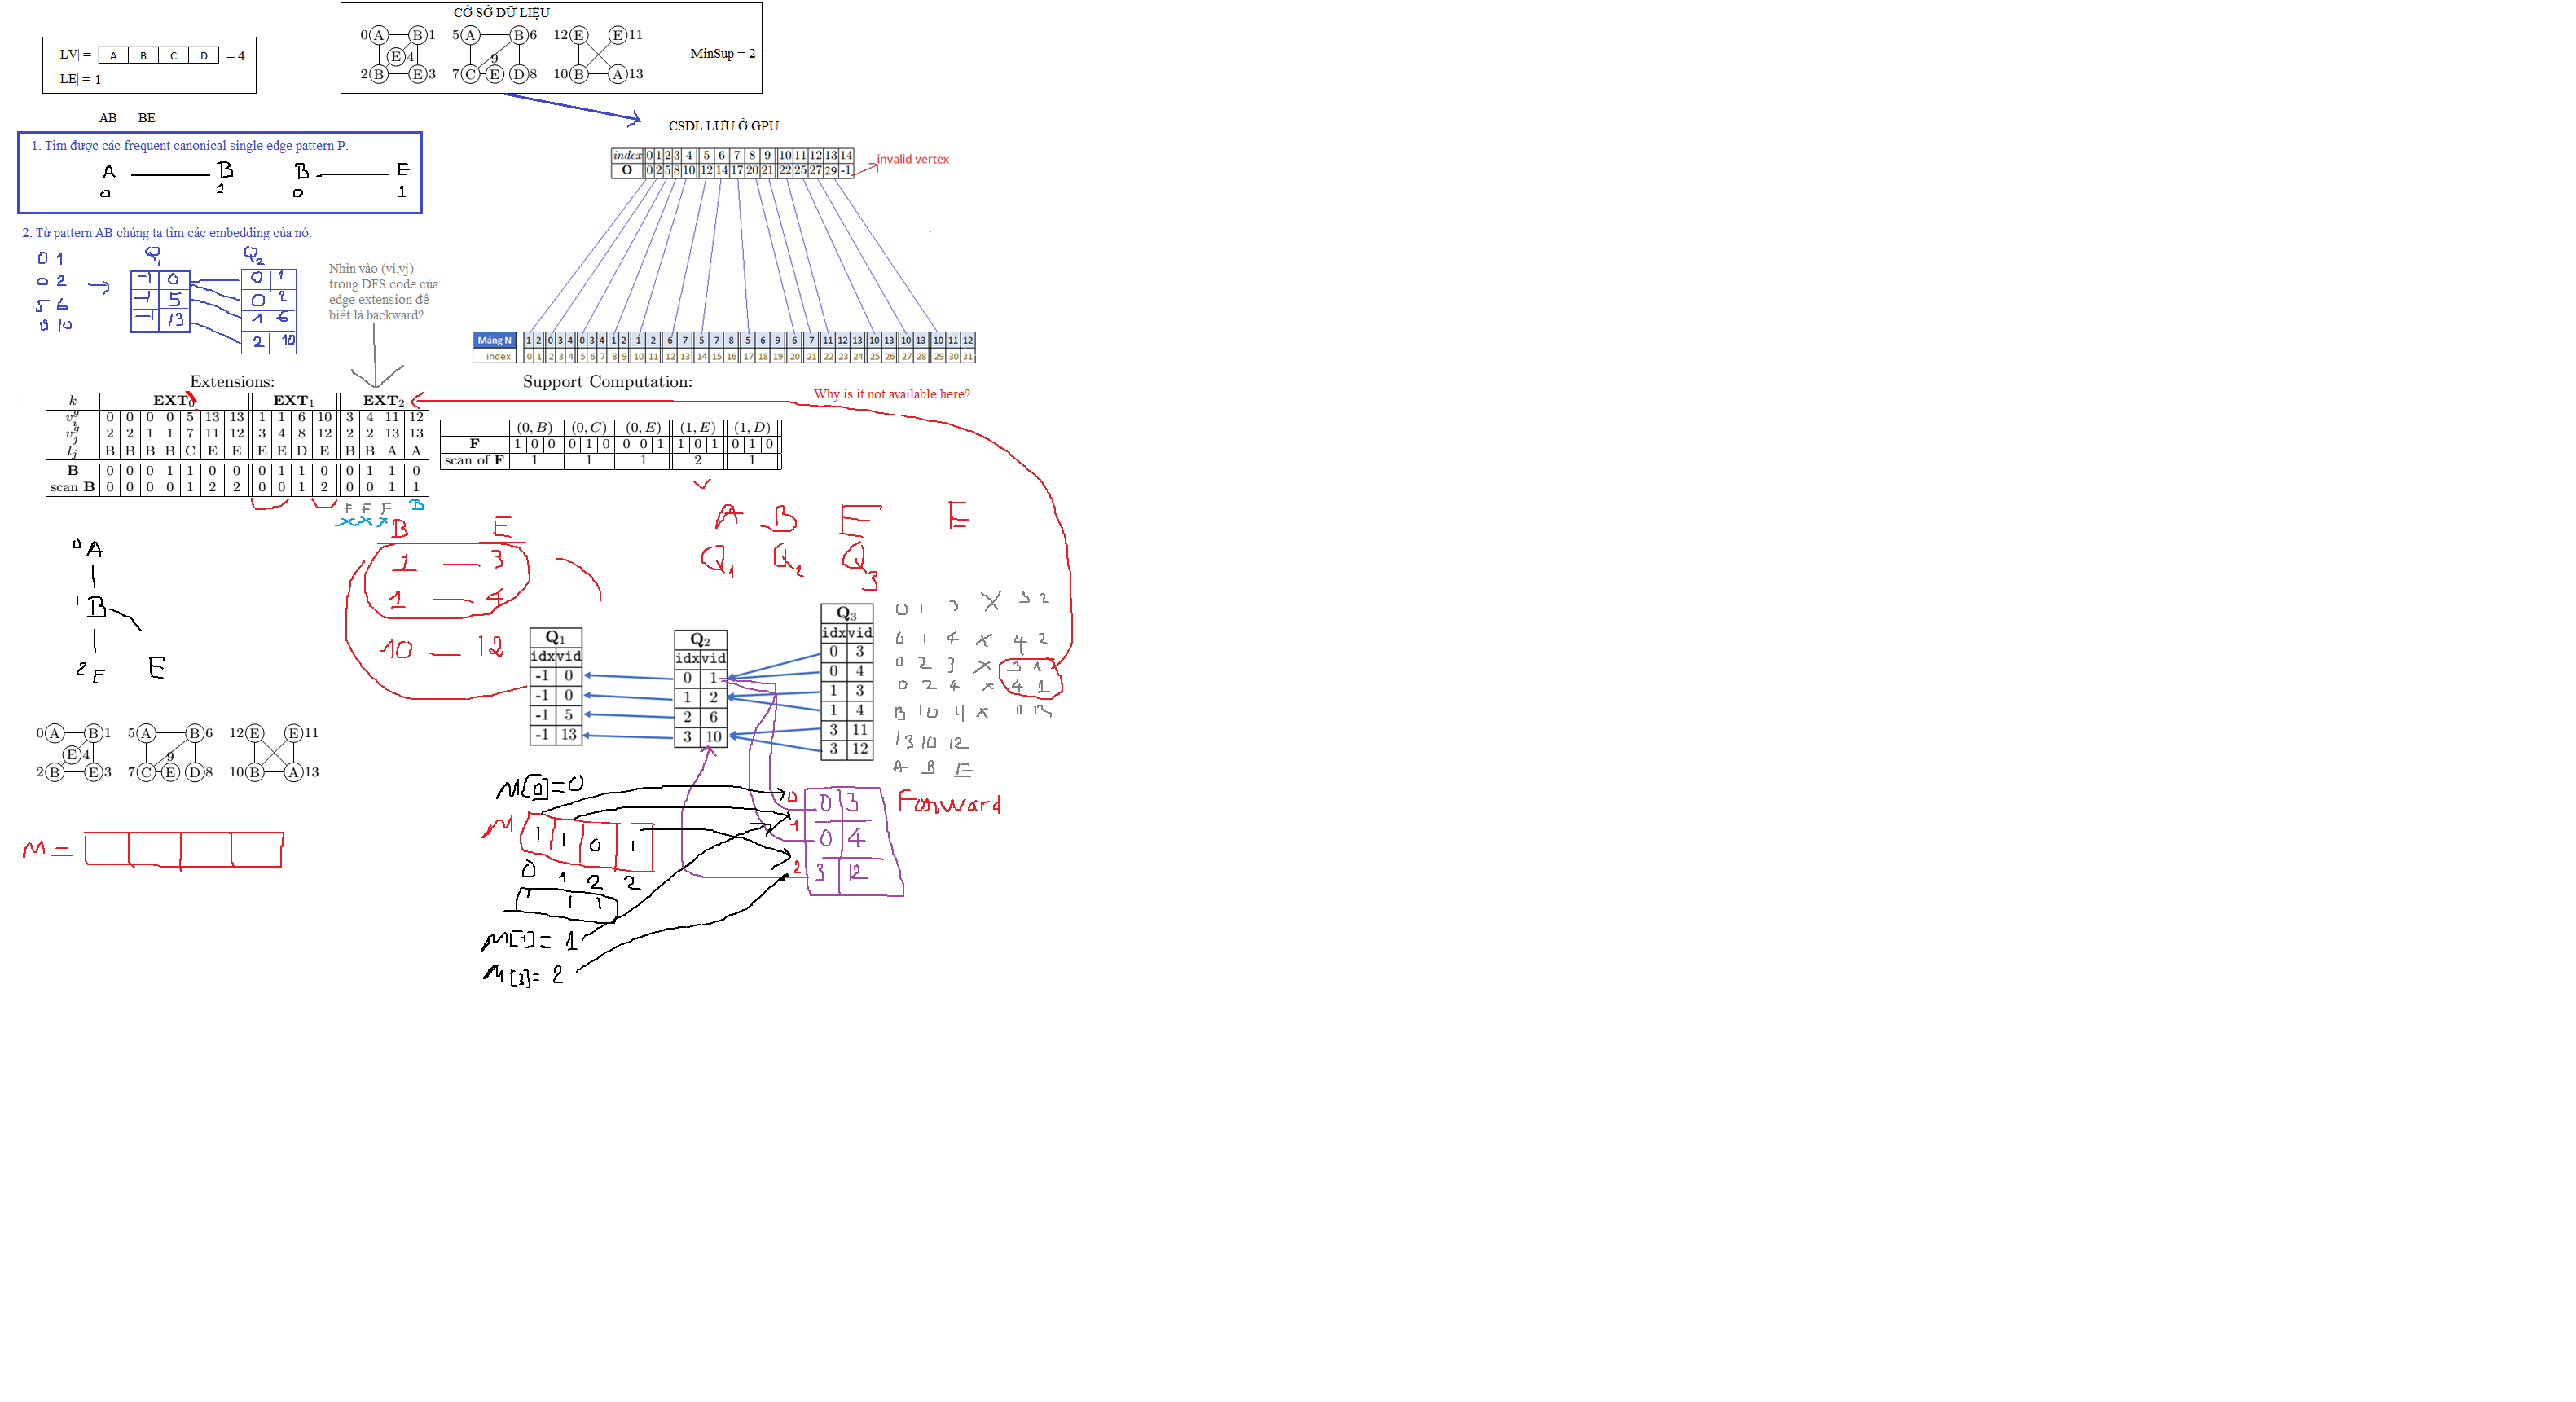 CỞ SỞ DỮ LIỆU
|LV| = A B C D = 4
|LE| = 1
0 A B 1 5 A B 6 12 E E 11
E 4 9
2 B E 3 7 C E D 8 10 B A 13
MinSup = 2
AB BE
CSDL LƯU Ở GPU
1. Tìm được các frequent canonical single edge pattern P.
A B B E
0 1 0 1
index 0 1 2 3 4 5 6 7 8 9 10 11 12 13 14
O 0 2 5 8 10 12 14 17 20 21 22 25 27 29 -1
invalid vertex
2. Từ pattern AB chúng ta tìm các embedding của nó.
Q1 Q2
0 1
0 2
5 6
13 10
-1 0
-1 5
-1 13
0 1
0 2
1 6
2 10
Nhìn vào (vi,vj)
trong DFS code của
edge extension để
biết là backward?
Mảng N 1 2 0 3 4 0 3 4 1 2 1 2 6 7 5 7 8 5 6 9 6 7 11 12 13 10 13 10 13 10 11 12
index 0 1 2 3 4 5 6 7 8 9 10 11 12 13 14 15 16 17 18 19 20 21 22 23 24 25 26 27 28 29 30 31
Extensions:
Support Computation:
Why is it not available here?
k EXT0 EXT1 EXT2
v_i^g 0 0 0 0 5 13 13 1 1 6 10 3 4 11 12
v_j^g 2 2 1 1 7 11 12 3 4 8 12 2 2 13 13
l_j B B B B C E E E E D E B B A A
B 0 0 0 1 1 0 0 0 1 1 0 0 1 1 0
scan B 0 0 0 0 1 2 2 0 0 1 2 0 0 1 1
(0, B) (0, C) (0, E) (1, E) (1, D)
F 1 0 0 0 1 0 0 0 1 1 0 1 0 1 0
scan of F 1 1 1 2 1
F F F B
B E
1 3
1 4
10 12
A B E E
Q1 Q2 Q3
0 A
1 B
2 E E
Q1
idx vid
-1 0
-1 0
-1 5
-1 13
Q2
idx vid
0 1
1 2
2 6
3 10
Q3
idx vid
0 3
0 4
1 3
1 4
3 11
3 12
0 1 3 X 3 2
0 1 4 X 4 2
0 2 3 X 3 1
0 2 4 X 4 1
13 10 11 X 11 13
13 10 12
A B E
0 A B 1 5 A B 6 12 E E 11
E 4 9
2 B E 3 7 C E D 8 10 B A 13
M[0]=0
M 1 1 0 1
0 1 2 2
1 1 1
M[1]= 1
M[3]= 2
0 0 3
1 0 4
2 3 12
Forward
M =